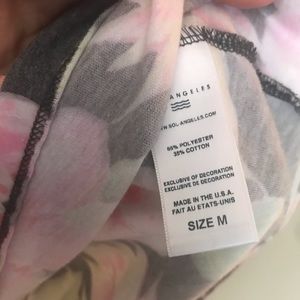 ANGELES
N.SOL-ANGELES.COM
65% POLYESTER
35% COTTON
EXCLUSIVE OF DECORATION
EXCLUSIVE DE DECORATION
MADE IN THE U.S.A.
FAIT AU ETATS-UNIS
SIZE M